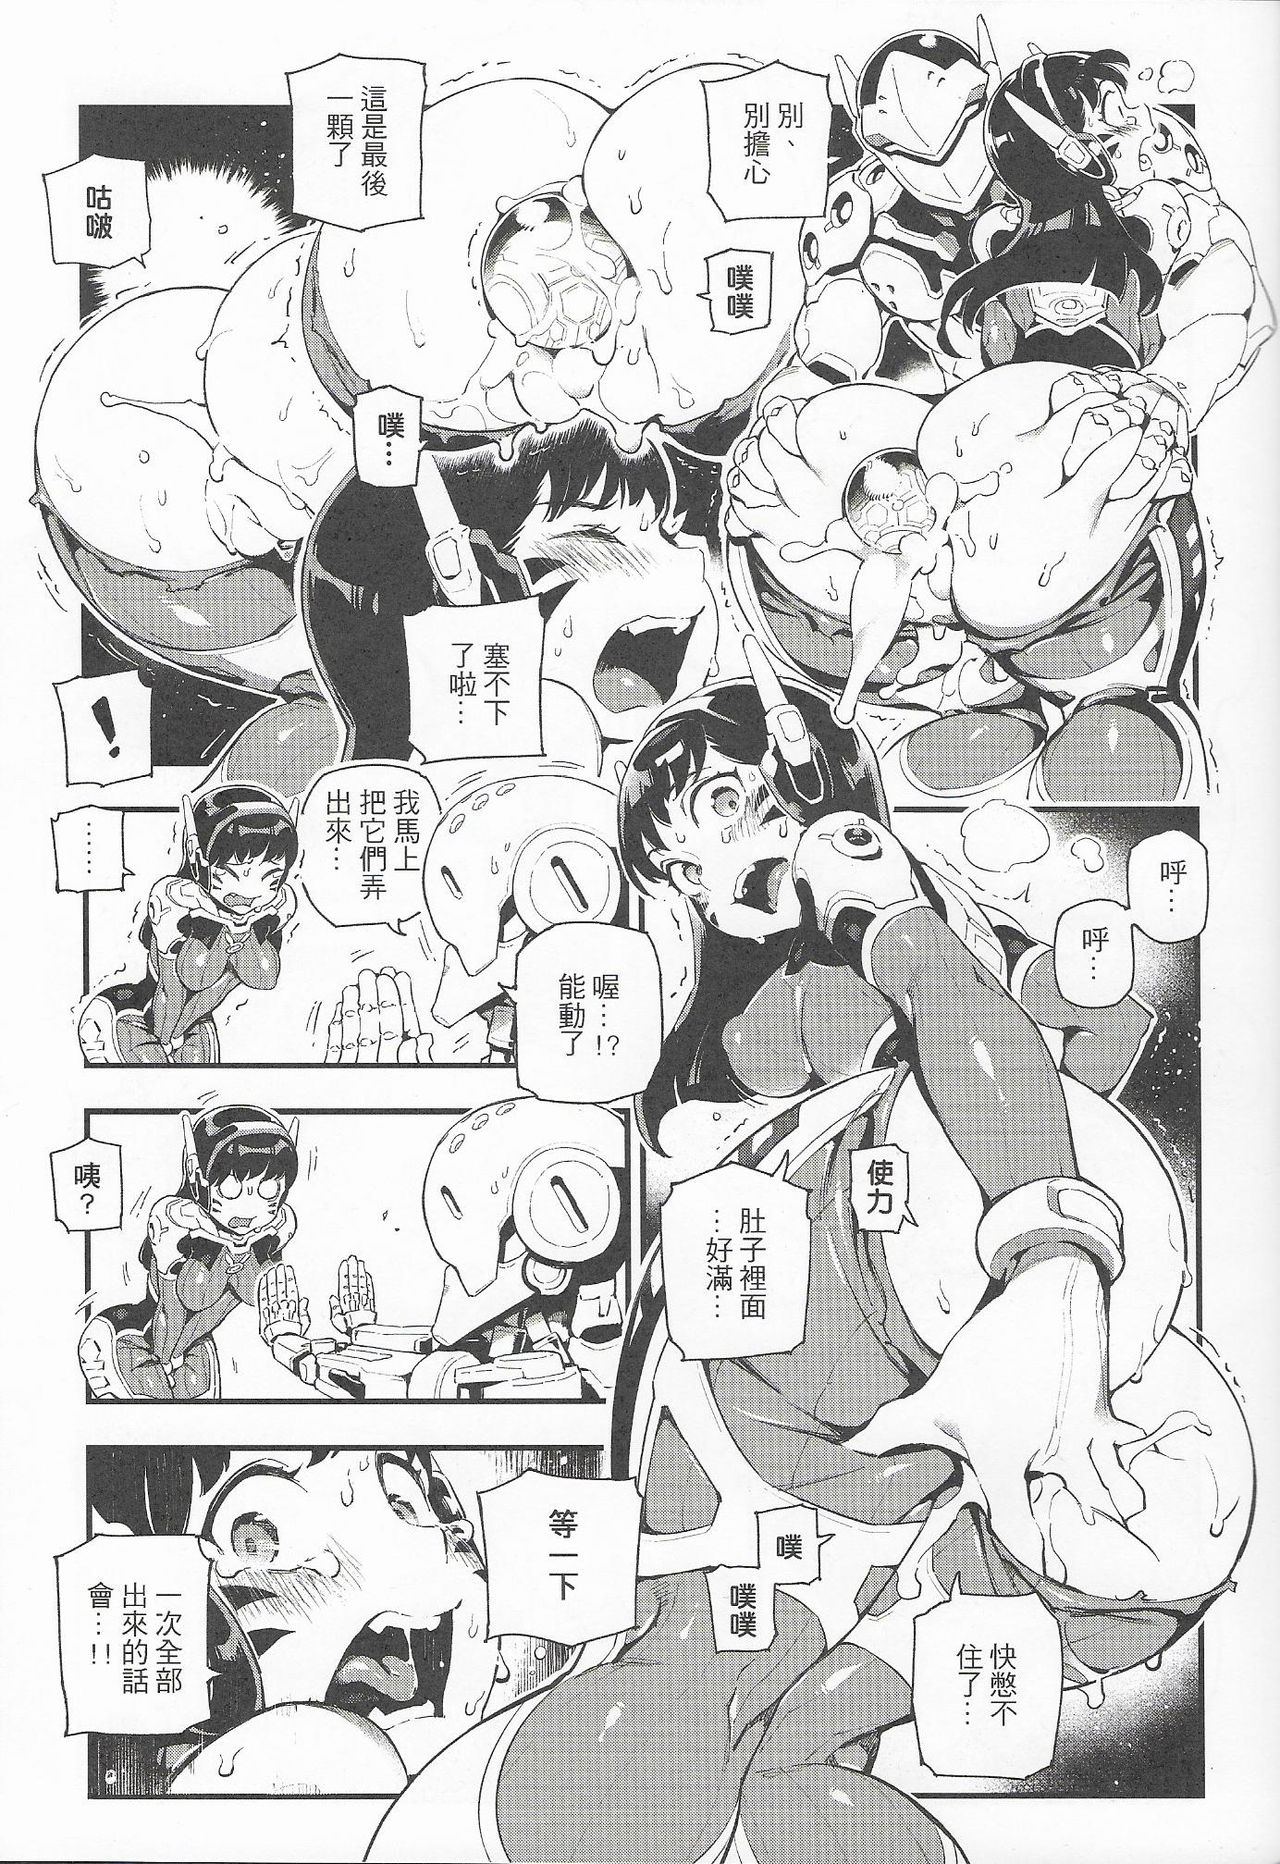 別、
別擔心
這是最後
一顆了
咕啵
噗噗
噗…
塞不下
了啦…
呼…
呼…
喔…!?
能動了
使力
肚子裡面
…好滿…
噗
噗噗
快憋不
住了…
!
我馬上
把它們弄
出來…
……
咦?
等一下
一次全部
出來的話
會…!!